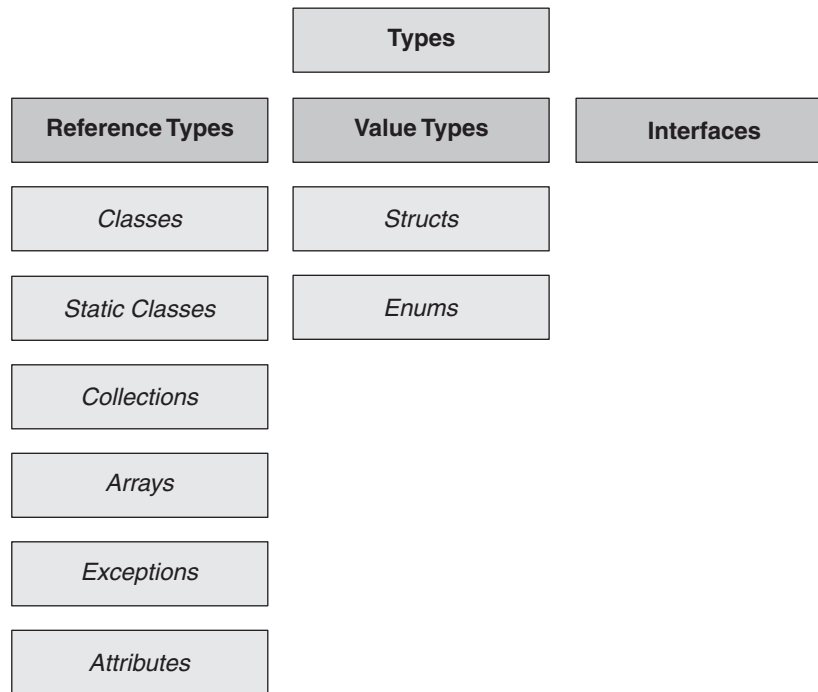 Types
Reference Types
Value Types
Interfaces
Classes
Structs
Static Classes
Enums
Collections
Arrays
Exceptions
Attributes